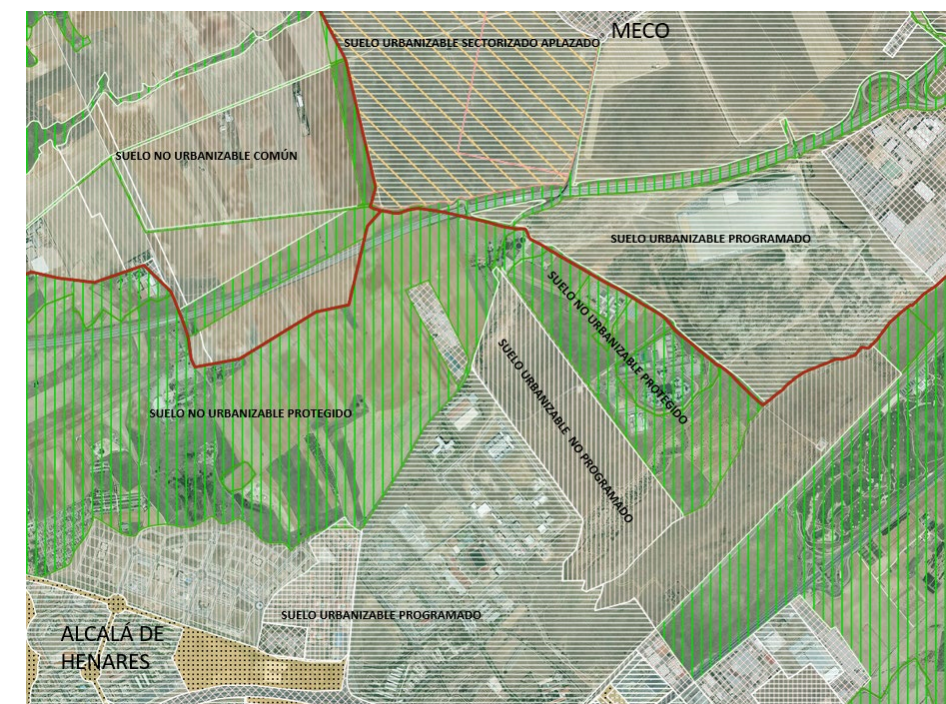 MECO
SUELO URBANIZABLE SECTORIZADO APLAZADO
SUELO NO URBANIZABLE COMÚN
SUELO URBANIZABLE PROGRAMADO
SUELO NO URBANIZABLE PROTEGIDO
SUELO URBANIZABLE  NO PROGRAMADO
SUELO NO URBANIZABLE PROTEGIDO
SUELO URBANIZABLE PROGRAMADO
ALCALÁ DE
HENARES